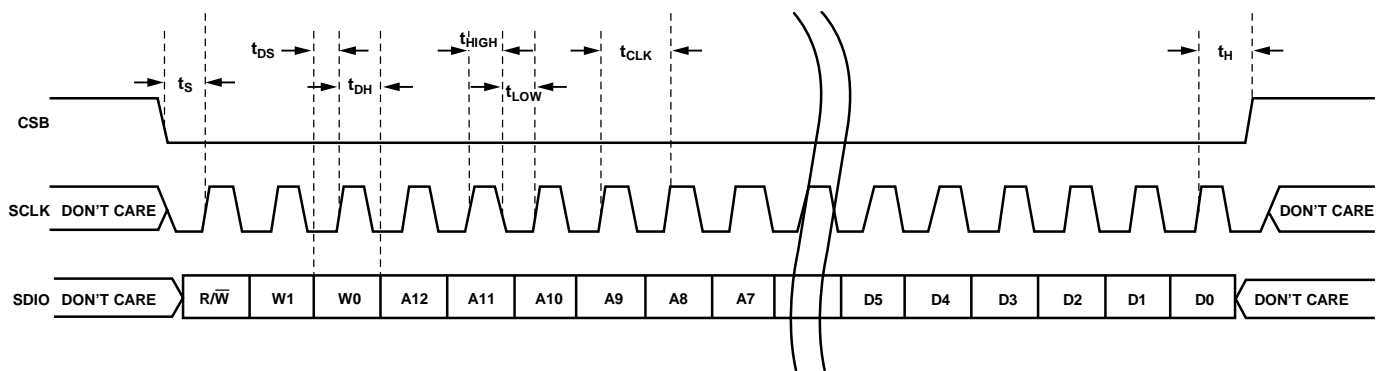 tDS
tHIGH
tCLK
tH
tS
tDH
tLOW
CSB
SCLK DON'T CARE DON'T CARE
SDIO DON'T CARE R/W̅ W1 W0 A12 A11 A10 A9 A8 A7 D5 D4 D3 D2 D1 D0 DON'T CARE